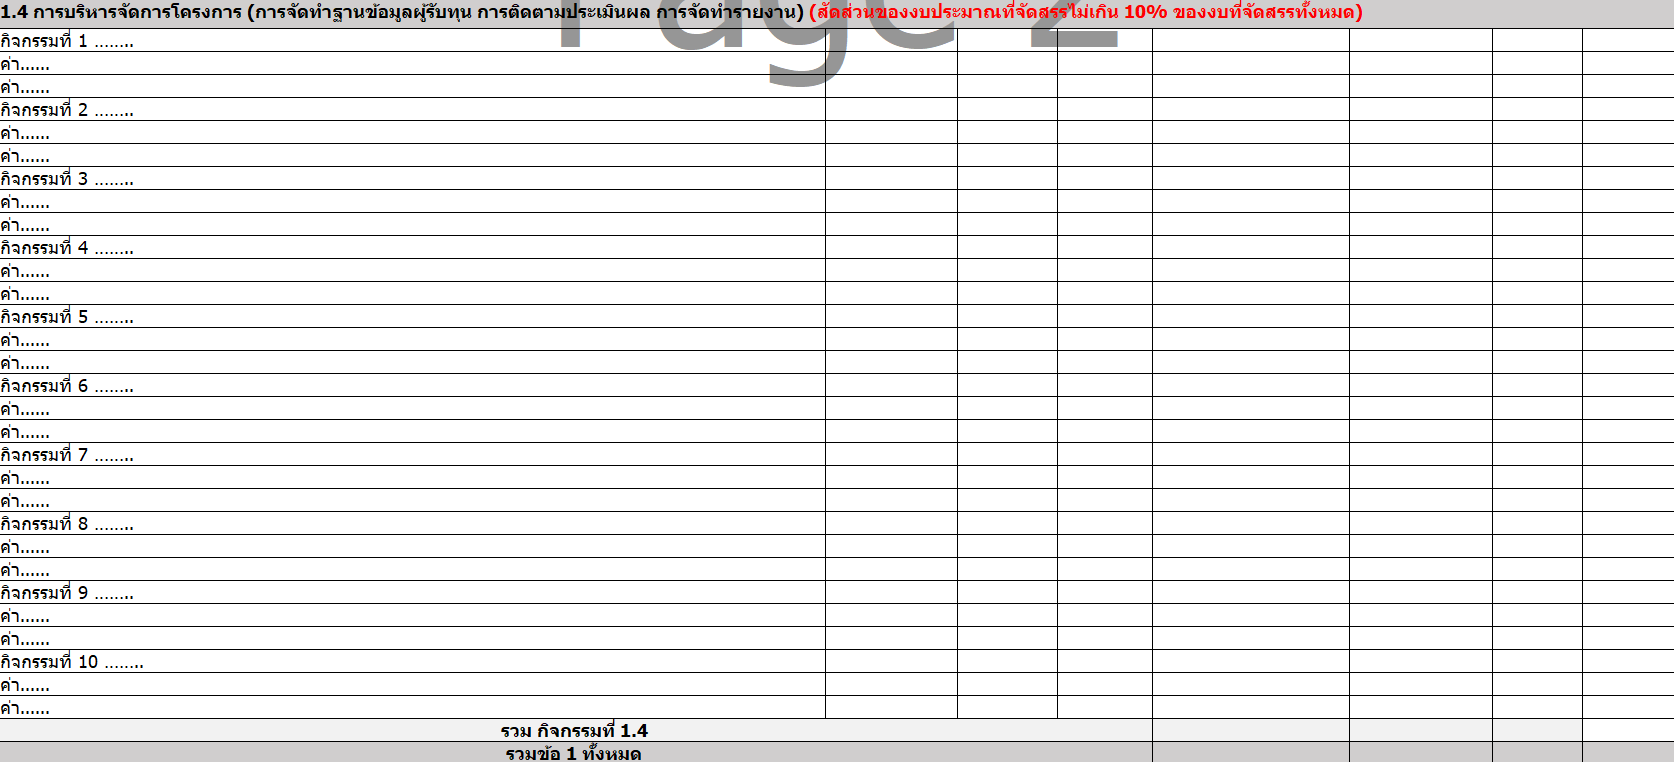 1.4 การบริหารจัดการโครงการ (การจัดทำฐานข้อมูลผู้รับทุน การติดตามประเมินผล การจัดทำรายงาน) (สัดส่วนของงบประมาณที่จัดสรรไม่เกิน 10% ของงบที่จัดสรรทั้งหมด)
Page 2
กิจกรรมที่ 1 ........
ค่า......
ค่า......
กิจกรรมที่ 2 ........
ค่า......
ค่า......
กิจกรรมที่ 3 ........
ค่า......
ค่า......
กิจกรรมที่ 4 ........
ค่า......
ค่า......
กิจกรรมที่ 5 ........
ค่า......
ค่า......
กิจกรรมที่ 6 ........
ค่า......
ค่า......
กิจกรรมที่ 7 ........
ค่า......
ค่า......
กิจกรรมที่ 8 ........
ค่า......
ค่า......
กิจกรรมที่ 9 ........
ค่า......
ค่า......
กิจกรรมที่ 10 ........
ค่า......
ค่า......
รวม กิจกรรมที่ 1.4
รวมข้อ 1 ทั้งหมด